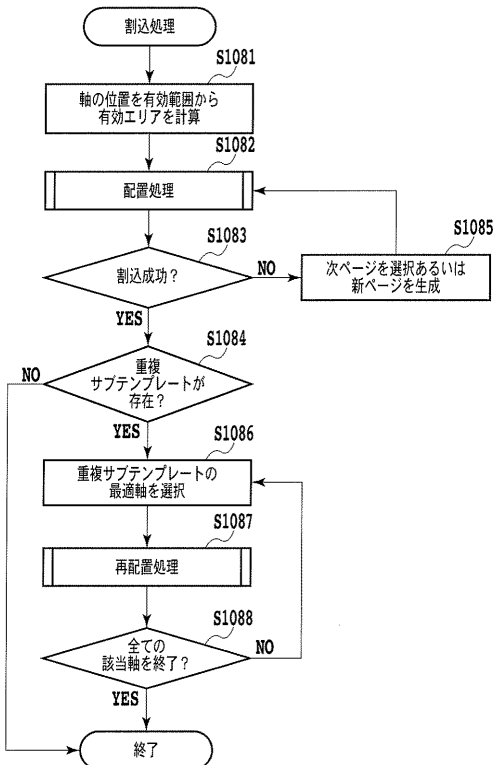 割込処理
S1081
軸の位置を有効範囲から
有効エリアを計算
S1082
配置処理
S1083
割込成功？
NO
S1085
次ページを選択あるいは
新ページを生成
YES
S1084
NO
重複
サブテンプレートが
存在？
YES
S1086
重複サブテンプレートの
最適軸を選択
S1087
再配置処理
S1088
全ての
該当軸を終了？
NO
YES
終了